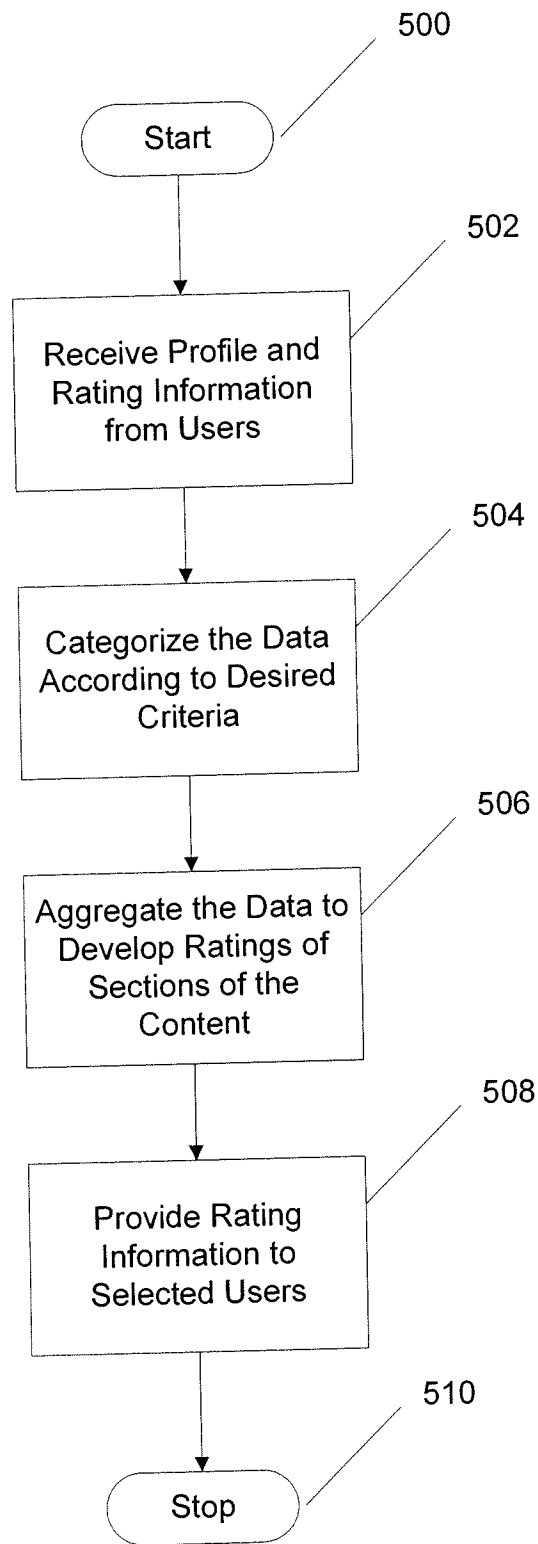 500
Start
502
Receive Profile and
Rating Information
from Users
504
Categorize the Data
According to Desired
Criteria
506
Aggregate the Data to
Develop Ratings of
Sections of the
Content
508
Provide Rating
Information to
Selected Users
510
Stop